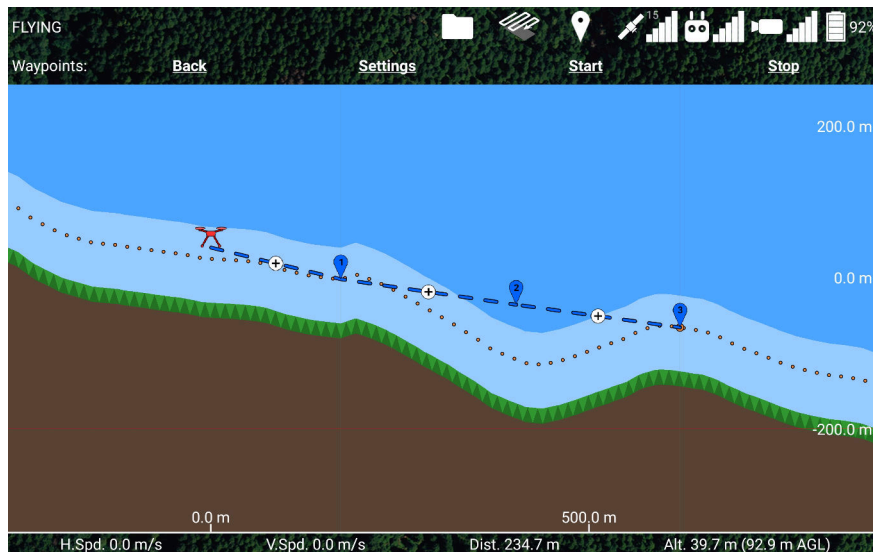 FLYING
15
92%
Waypoints: Back Settings Start Stop
200.0 m
1
0.0 m
2
3
-200.0 m
0.0 m 500.0 m
H.Spd. 0.0 m/s V.Spd. 0.0 m/s Dist. 234.7 m Alt. 39.7 m (92.9 m AGL)